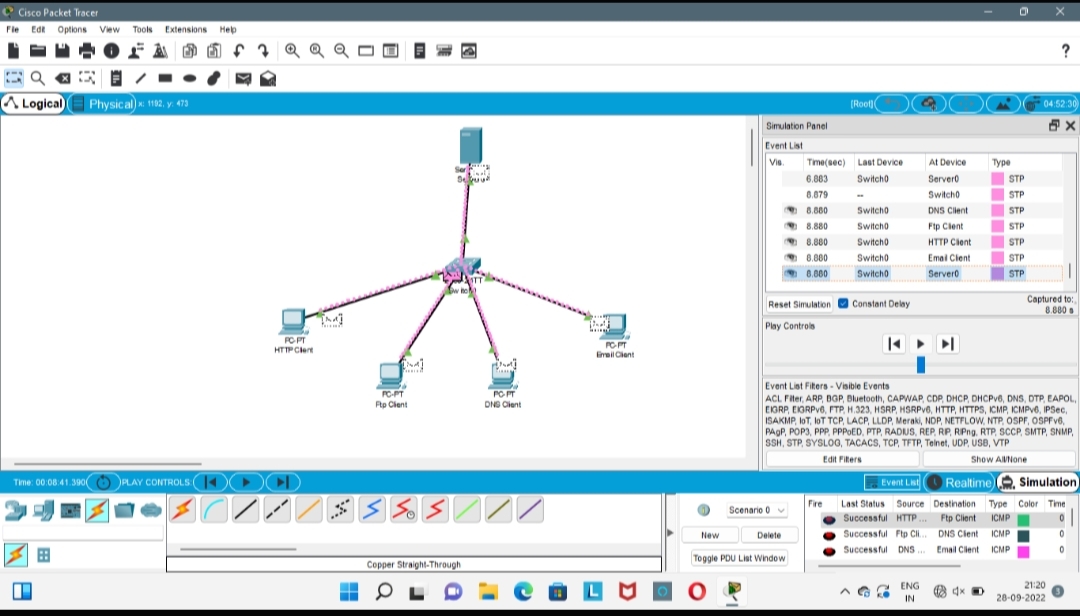 Cisco Packet Tracer
File Edit Options View Tools Extensions Help
?
Logical Physical x: 1192, y: 473 [Root] 04:52:30
Simulation Panel
Event List
Vis. Time(sec) Last Device At Device Type
6.883 Switch0 Server0 STP
8.879 -- Switch0 STP
8.880 Switch0 DNS Client STP
8.880 Switch0 Ftp Client STP
8.880 Switch0 HTTP Client STP
8.880 Switch0 Email Client STP
8.880 Switch0 Server0 STP
Reset Simulation Constant Delay Captured to:
8.880 s
Play Controls
Event List Filters - Visible Events
ACL Filter, ARP, BGP, Bluetooth, CAPWAP, CDP, DHCP, DHCPv6, DNS, DTP, EAPOL,
EIGRP, EIGRPv6, FTP, H.323, HSRP, HSRPv6, HTTP, HTTPS, ICMP, ICMPv6, IPSec,
ISAKMP, IoT, IoT TCP, LACP, LLDP, Meraki, NDP, NETFLOW, NTP, OSPF, OSPFv6,
PAgP, POP3, PPP, PPPoED, PTP, RADIUS, REP, RIP, RIPng, RTP, SCCP, SMTP, SNMP,
SSH, STP, SYSLOG, TACACS, TCP, TFTP, Telnet, UDP, USB, VTP
Edit Filters Show All/None
PC-PT
HTTP Client
PC-PT
Ftp Client
PC-PT
DNS Client
PC-PT
Email Client
Time: 00:08:41.390 PLAY CONTROLS: Event List Realtime Simulation
Scenario 0
New Delete
Toggle PDU List Window
Fire Last Status Source Destination Type Color Time
Successful HTTP ... Ftp Client ICMP 0
Successful Ftp Cli... DNS Client ICMP 0
Successful DNS ... Email Client ICMP 0
Copper Straight-Through
ENG
IN
21:20
28-09-2022